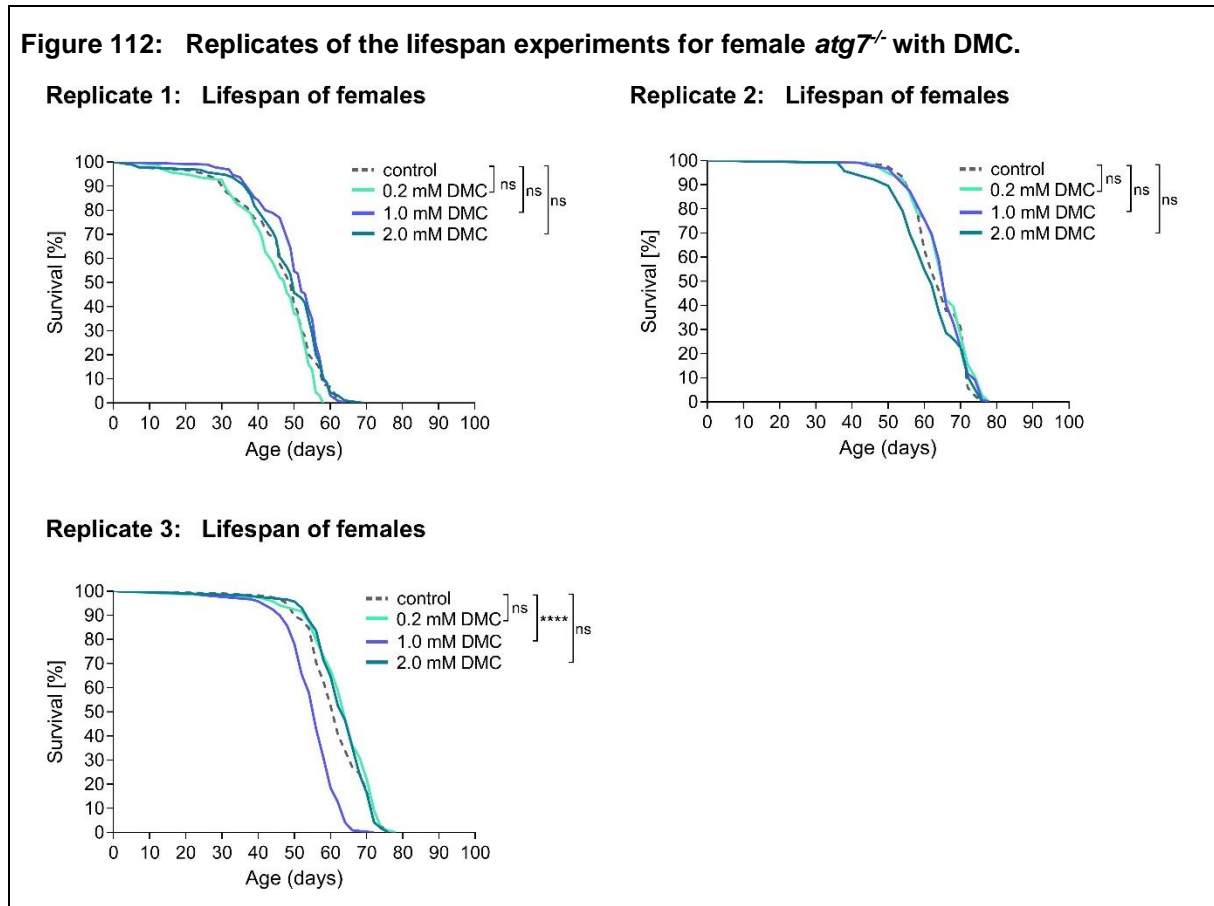 Figure 112: Replicates of the lifespan experiments for female atg7-/- with DMC.
Replicate 1: Lifespan of females
100
90
80
70
60
50
40
30
20
10
0
Survival [%]
0 10 20 30 40 50 60 70 80 90 100
Age (days)
control
0.2 mM DMC
1.0 mM DMC
2.0 mM DMC
ns
ns
ns
Replicate 2: Lifespan of females
100
90
80
70
60
50
40
30
20
10
0
Survival [%]
0 10 20 30 40 50 60 70 80 90 100
Age (days)
control
0.2 mM DMC
1.0 mM DMC
2.0 mM DMC
ns
ns
ns
Replicate 3: Lifespan of females
100
90
80
70
60
50
40
30
20
10
0
Survival [%]
0 10 20 30 40 50 60 70 80 90 100
Age (days)
control
0.2 mM DMC
1.0 mM DMC
2.0 mM DMC
ns
****
ns